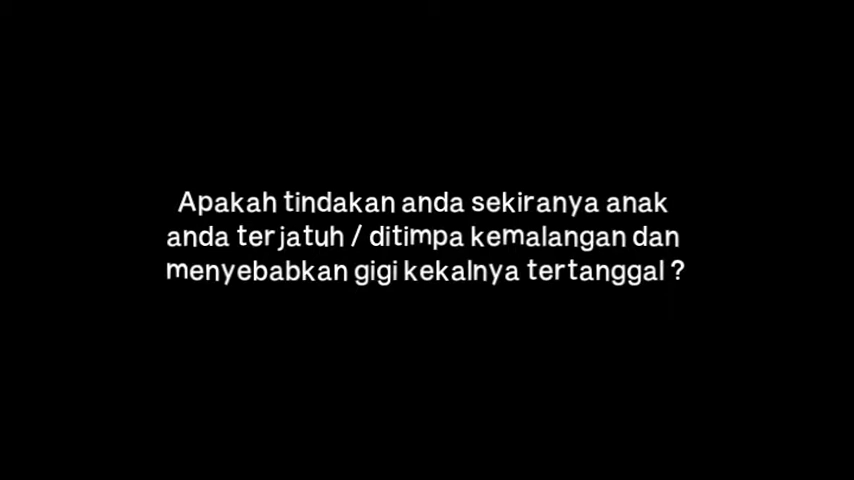 Apakah tindakan anda sekiranya anak
anda terjatuh / ditimpa kemalangan dan
menyebabkan gigi kekalnya tertanggal ?